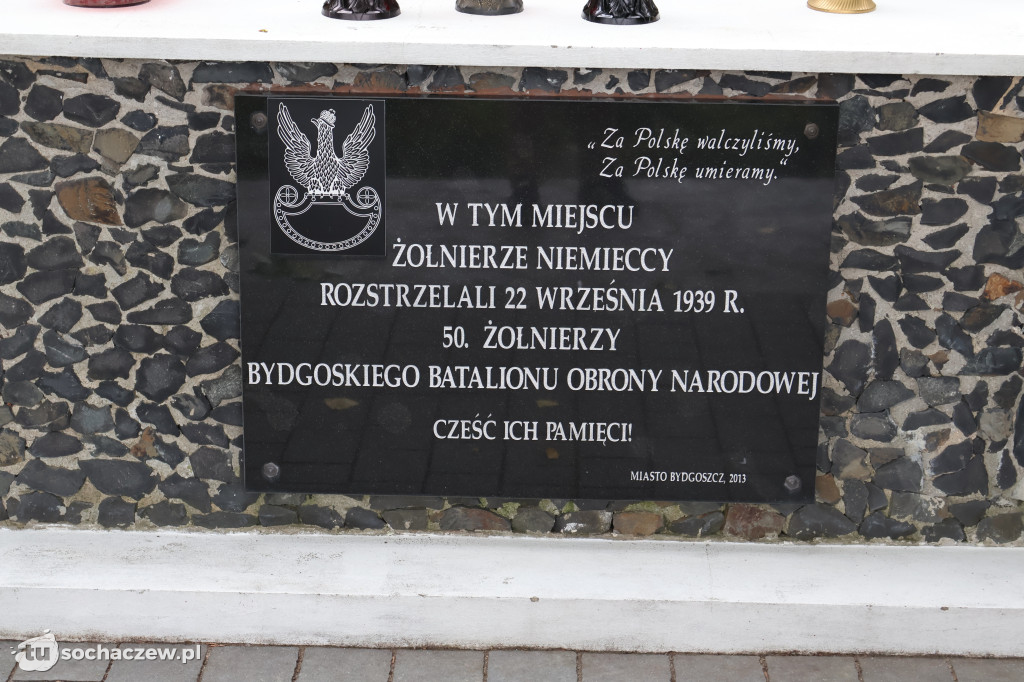 „Za Polskę walczyliśmy,
Za Polskę umieramy.“
W TYM MIEJSCU
ŻOŁNIERZE NIEMIECCY
ROZSTRZELALI 22 WRZEŚNIA 1939 R.
50. ŻOŁNIERZY
BYDGOSKIEGO BATALIONU OBRONY NARODOWEJ
CZEŚĆ ICH PAMIĘCI!
MIASTO BYDGOSZCZ, 2013
tusochaczew.pl